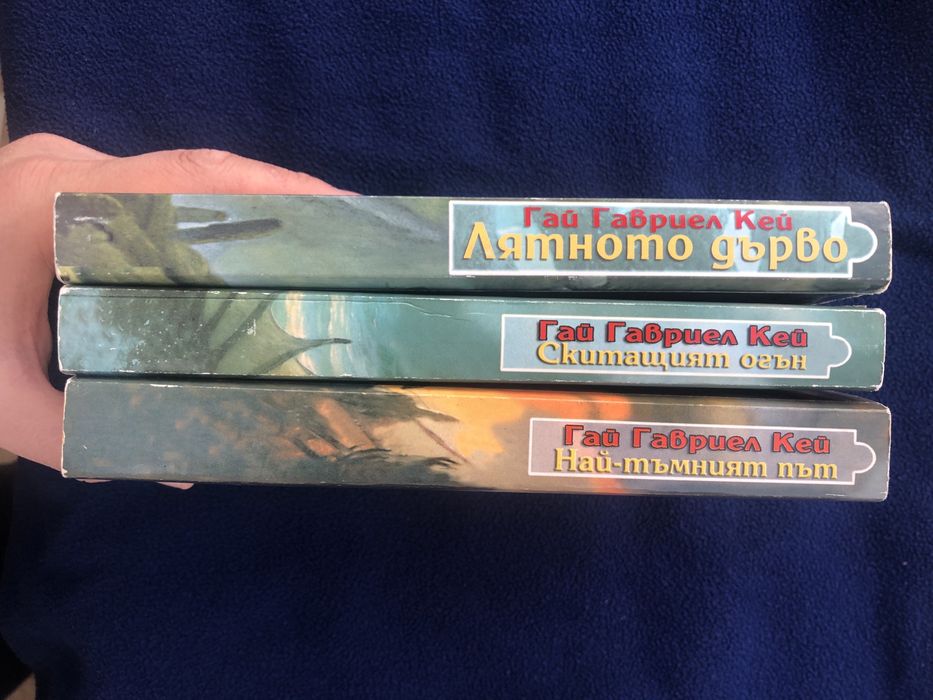 Гай Гавриел Кей
Лятното дърво
Гай Гавриел Кей
Скитащият огън
Гай Гавриел Кей
Най-тъмният път